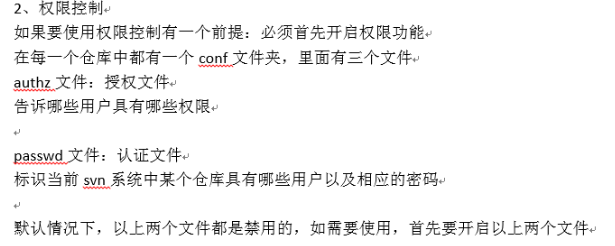 2、权限控制
如果要使用权限控制有一个前提：必须首先开启权限功能
在每一个仓库中都有一个 conf 文件夹，里面有三个文件
authz 文件：授权文件
告诉哪些用户具有哪些权限
passwd 文件：认证文件
标识当前 svn 系统中某个仓库具有哪些用户以及相应的密码
默认情况下，以上两个文件都是禁用的，如需要使用，首先要开启以上两个文件